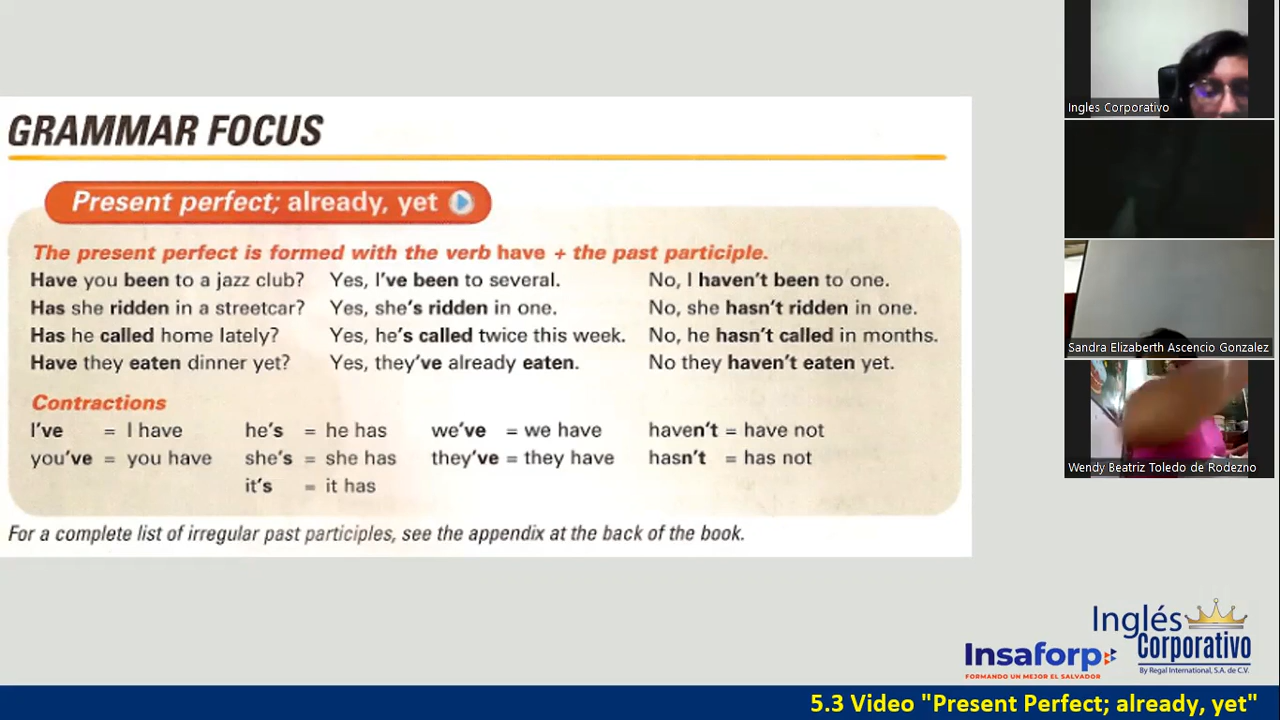 GRAMMAR FOCUS
Present perfect; already, yet
The present perfect is formed with the verb have + the past participle.
Have you been to a jazz club? Yes, I've been to several. No, I haven't been to one.
Has she ridden in a streetcar? Yes, she's ridden in one. No, she hasn't ridden in one.
Has he called home lately? Yes, he's called twice this week. No, he hasn't called in months.
Have they eaten dinner yet? Yes, they've already eaten. No they haven't eaten yet.
Contractions
I've = I have he's = he has we've = we have haven't = have not
you've = you have she's = she has they've = they have hasn't = has not
it's = it has
For a complete list of irregular past participles, see the appendix at the back of the book.
Ingles Corporativo
Sandra Elizaberth Ascencio Gonzalez
Wendy Beatriz Toledo de Rodezno
Inglés
Corporativo
By Regal International, S.A. de C.V.
Insaforp
FORMANDO UN MEJOR EL SALVADOR
5.3 Video "Present Perfect; already, yet"